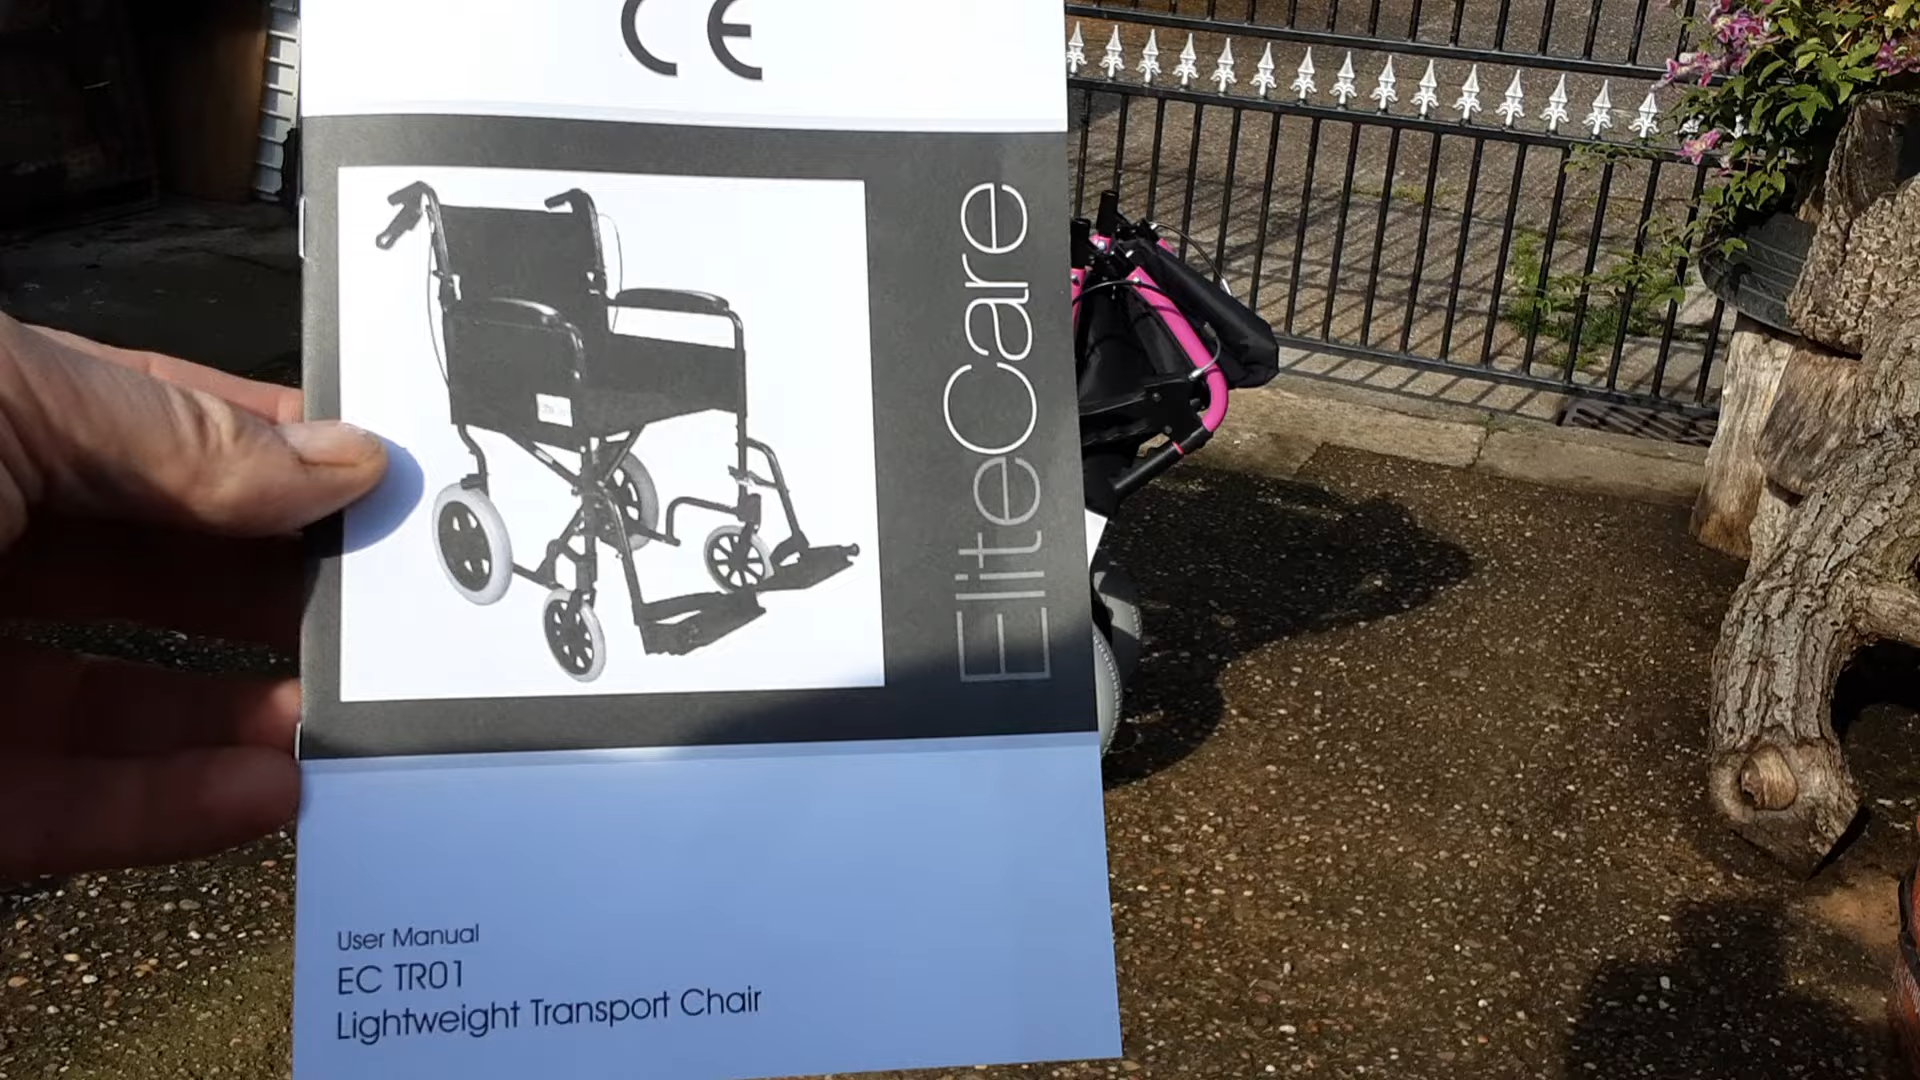 CE
EliteCare
User Manual
EC TR01
Lightweight Transport Chair